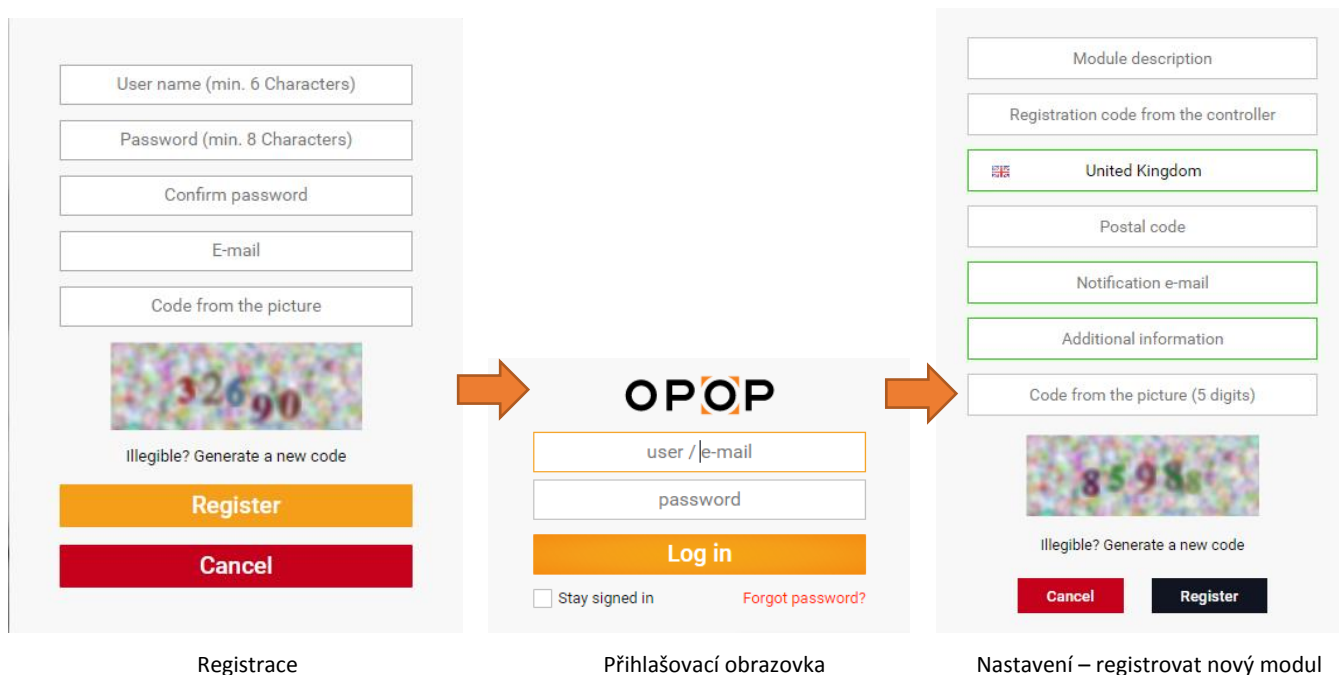 User name (min. 6 Characters)
Password (min. 8 Characters)
Confirm password
E-mail
Code from the picture
32690
Illegible? Generate a new code
Register
Cancel
Registrace
OPOP
user / e-mail
password
Log in
Stay signed in
Forgot password?
Přihlašovací obrazovka
Module description
Registration code from the controller
United Kingdom
Postal code
Notification e-mail
Additional information
Code from the picture (5 digits)
85988
Illegible? Generate a new code
Cancel
Register
Nastavení – registrovat nový modul